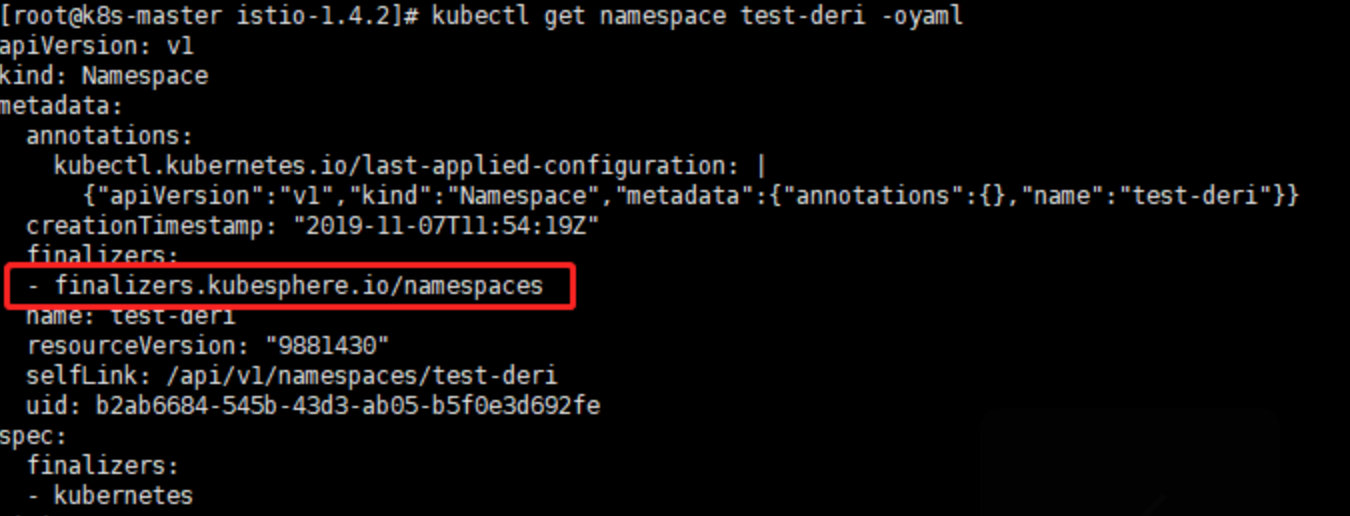 [root@k8s-master istio-1.4.2]# kubectl get namespace test-deri -oyaml
apiVersion: v1
kind: Namespace
metadata:
  annotations:
    kubectl.kubernetes.io/last-applied-configuration: |
      {"apiVersion":"v1","kind":"Namespace","metadata":{"annotations":{},"name":"test-deri"}}
  creationTimestamp: "2019-11-07T11:54:19Z"
  finalizers:
  - finalizers.kubesphere.io/namespaces
  name: test-deri
  resourceVersion: "9881430"
  selfLink: /api/v1/namespaces/test-deri
  uid: b2ab6684-545b-43d3-ab05-b5f0e3d692fe
spec:
  finalizers:
  - kubernetes